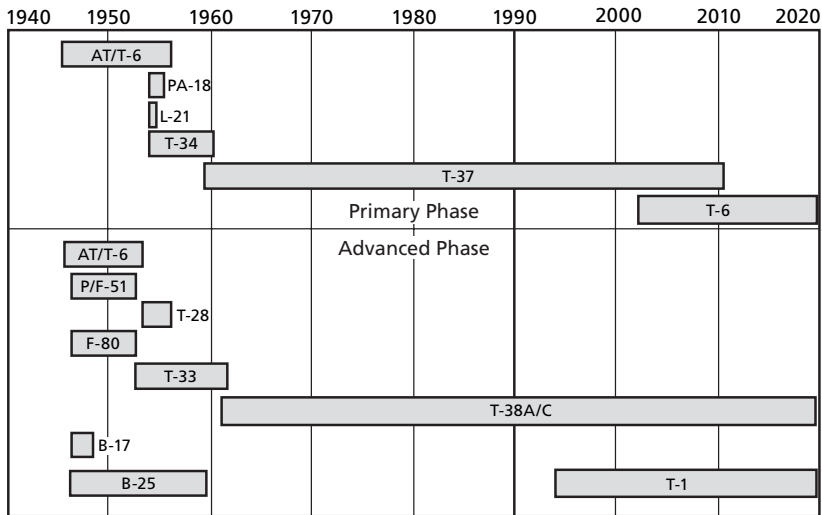 1940 1950 1960 1970 1980 1990 2000 2010 2020
AT/T-6
PA-18
L-21
T-34
T-37
T-6
Primary Phase
Advanced Phase
AT/T-6
P/F-51
T-28
F-80
T-33
T-38A/C
B-17
B-25 T-1